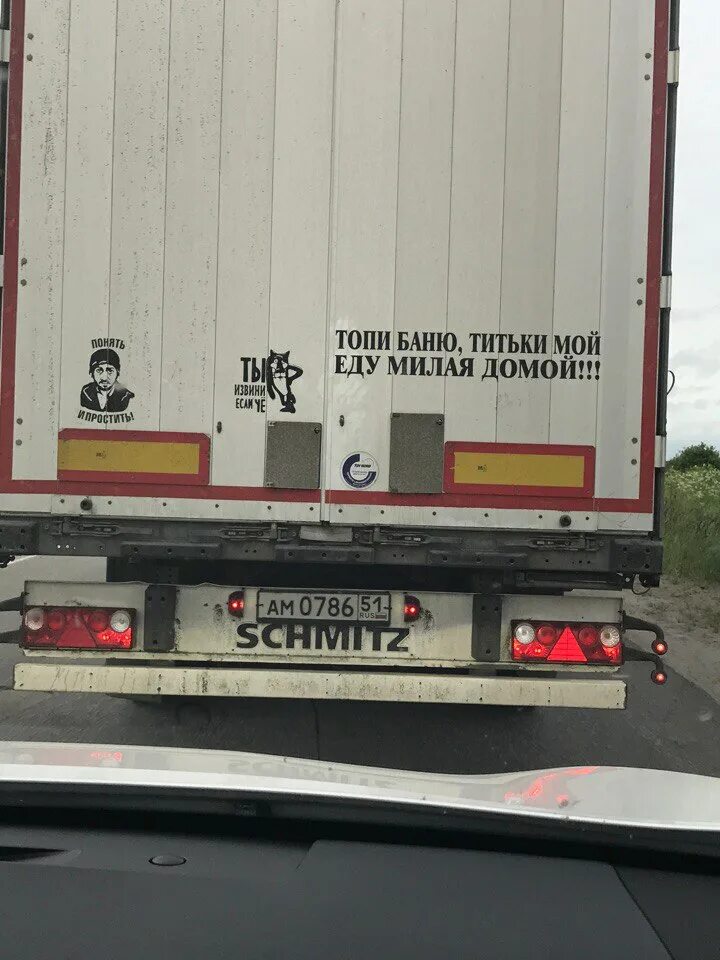 ПОНЯТЬ
И ПРОСТИТЬ!
ТЫ
ИЗВИНИ
ЕСЛИ ЧЁ
ТОПИ БАНЮ, ТИТЬКИ МОЙ
ЕДУ МИЛАЯ ДОМОЙ!!!
АМ 0786 51
RUS
SCHMITZ